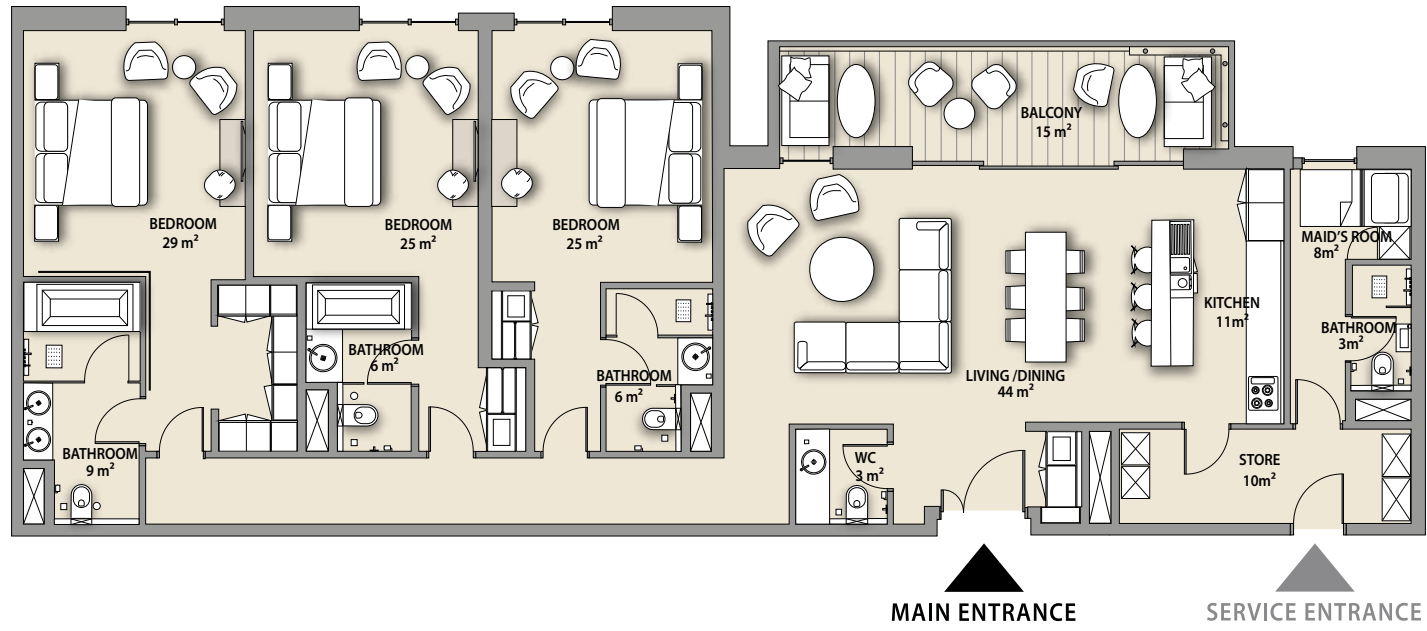 BALCONY
15 m²
BEDROOM
29 m²
BEDROOM
25 m²
BEDROOM
25 m²
MAID'S ROOM
8m²
KITCHEN
11m²
BATHROOM
3m²
BATHROOM
6 m²
BATHROOM
6 m²
LIVING /DINING
44 m²
BATHROOM
9 m²
WC
3 m²
STORE
10m²
MAIN ENTRANCE
SERVICE ENTRANCE